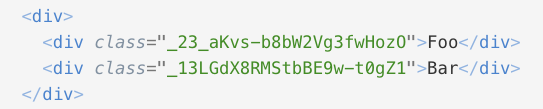 <div>
<div class="_23_aKvs-b8bW2Vg3fwHozO">Foo</div>
<div class="_13LGdX8RMStbBE9w-t0gZ1">Bar</div>
</div>